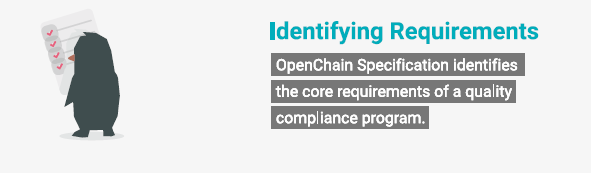 Identifying Requirements
OpenChain Specification identifies
the core requirements of a quality
compliance program.